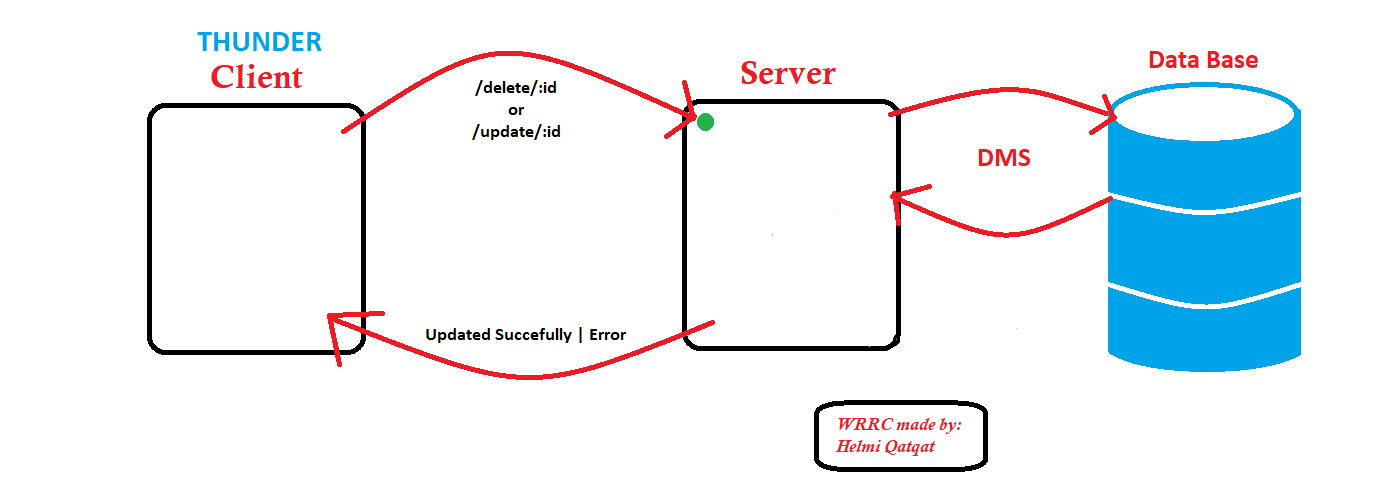 THUNDER
Client
/delete/:id
or
/update/:id
Server
Data Base
DMS
Updated Succefully | Error
WRRC made by:
Helmi Qatqat